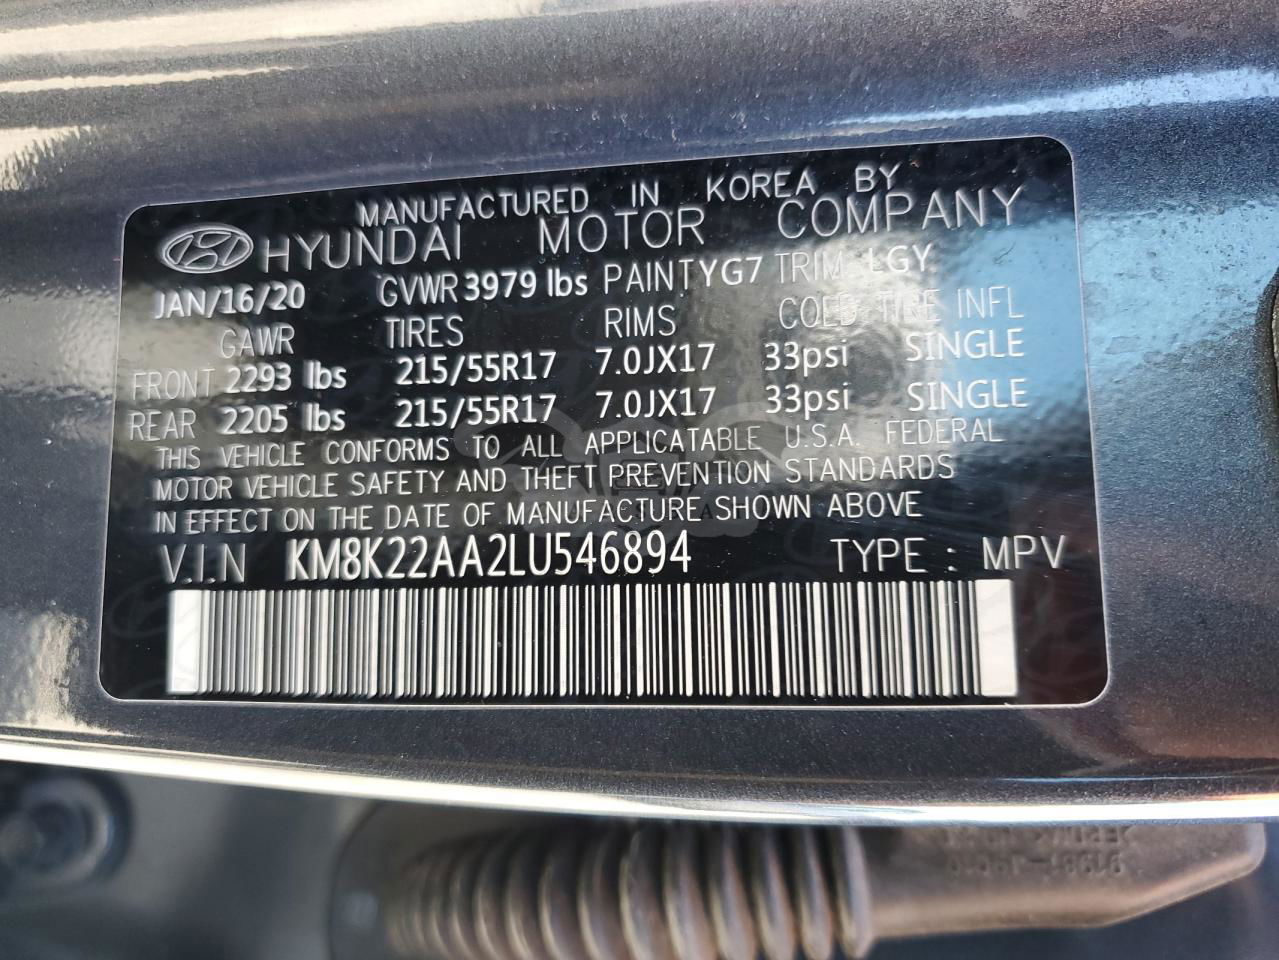 MANUFACTURED IN KOREA BY
HYUNDAI MOTOR COMPANY
JAN/16/20 GVWR 3979 lbs PAINT YG7 TRIM LGY
GAWR TIRES RIMS COLD TIRE INFL
FRONT 2293 lbs 215/55R17 7.0JX17 33psi SINGLE
REAR 2205 lbs 215/55R17 7.0JX17 33psi SINGLE
THIS VEHICLE CONFORMS TO ALL APPLICATABLE U.S.A. FEDERAL
MOTOR VEHICLE SAFETY AND THEFT PREVENTION STANDARDS
IN EFFECT ON THE DATE OF MANUFACTURE SHOWN ABOVE
V.I.N KM8K22AA2LU546894 TYPE : MPV